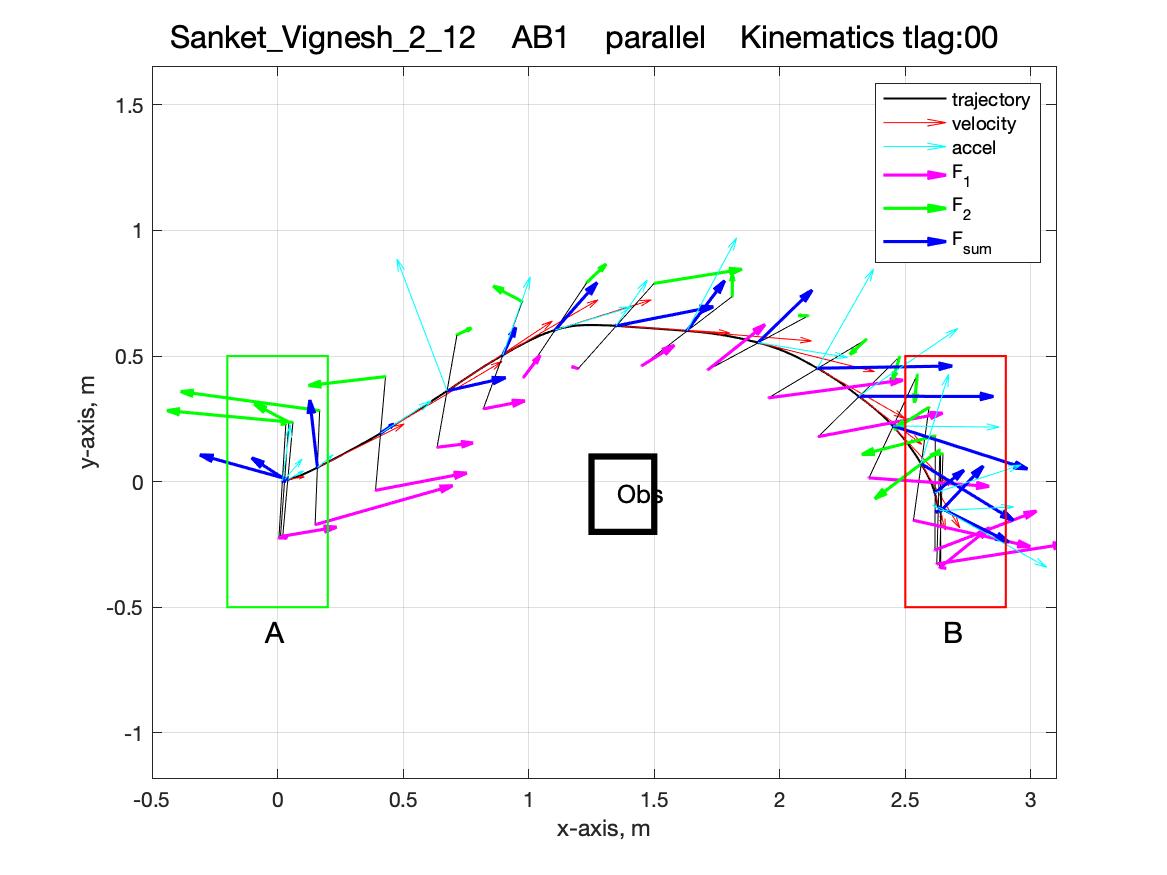 Sanket_Vignesh_2_12 AB1 parallel Kinematics tlag:00
trajectory
velocity
accel
F1
F2
Fsum
1.5
1
0.5
0
-0.5
-1
y-axis, m
Obs
A
B
-0.5 0 0.5 1 1.5 2 2.5 3
x-axis, m